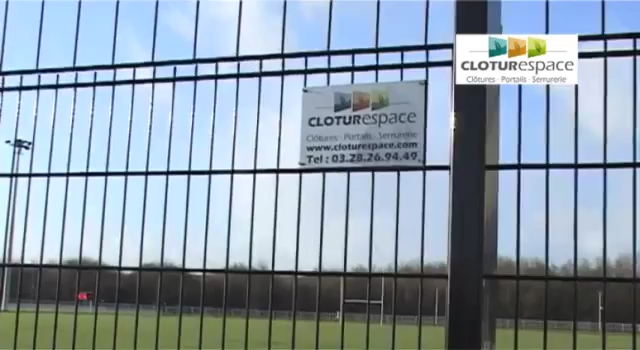 CLOTURespace
Clôtures · Portails · Serrurerie
CLOTURespace
Clôtures · Portails · Serrurerie
www.cloturespace.com
Tel : 03.28.26.94.49